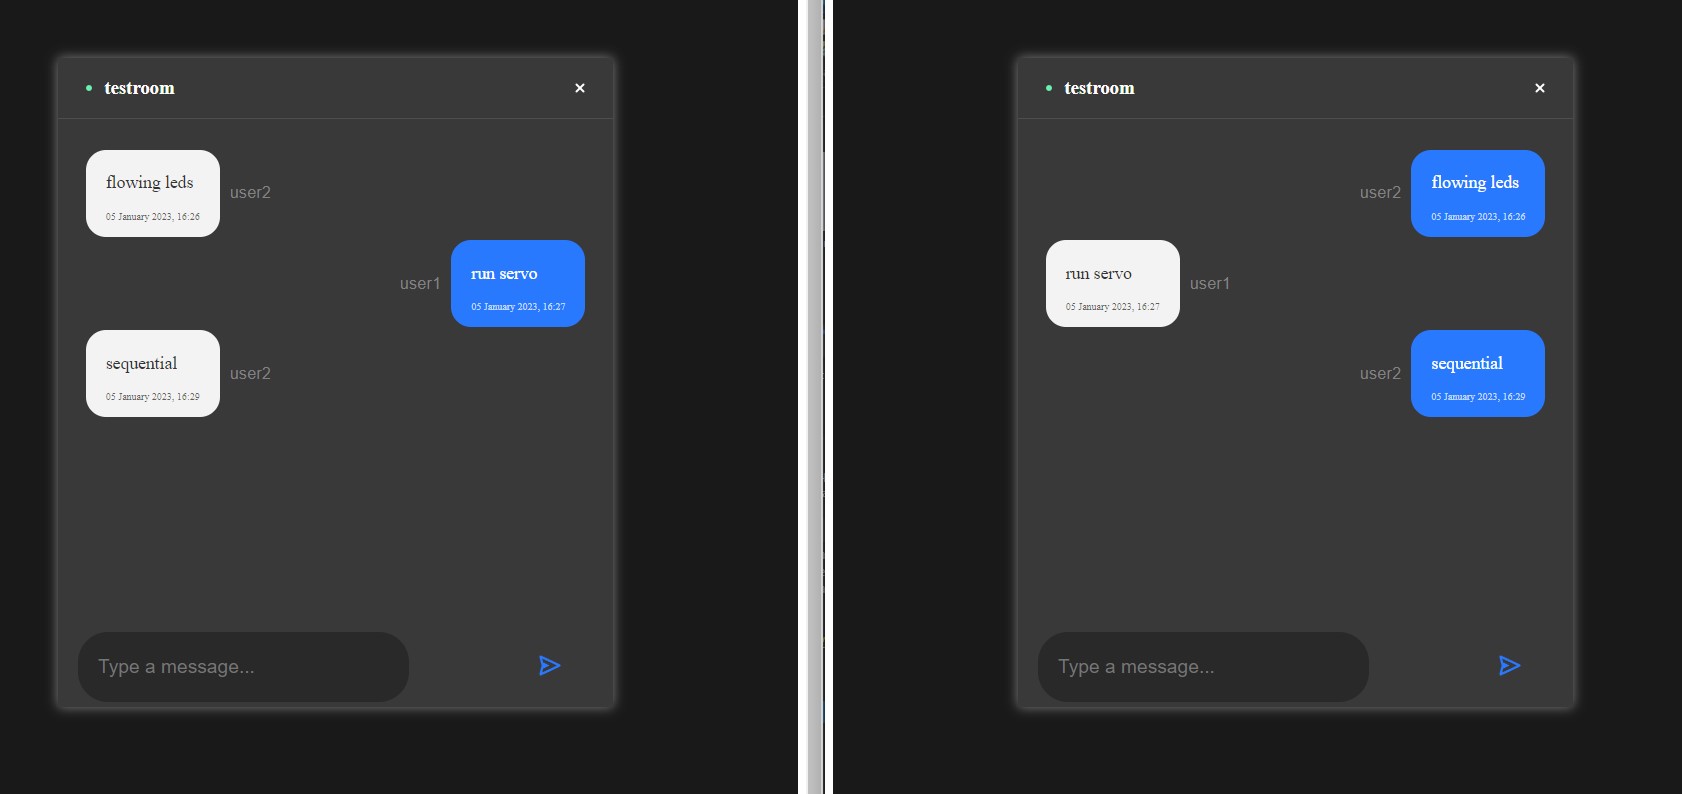 testroom ×
flowing leds
05 January 2023, 16:26
user2
user1
run servo
05 January 2023, 16:27
sequential
05 January 2023, 16:29
user2
Type a message...
testroom ×
user2
flowing leds
05 January 2023, 16:26
run servo
05 January 2023, 16:27
user1
user2
sequential
05 January 2023, 16:29
Type a message...